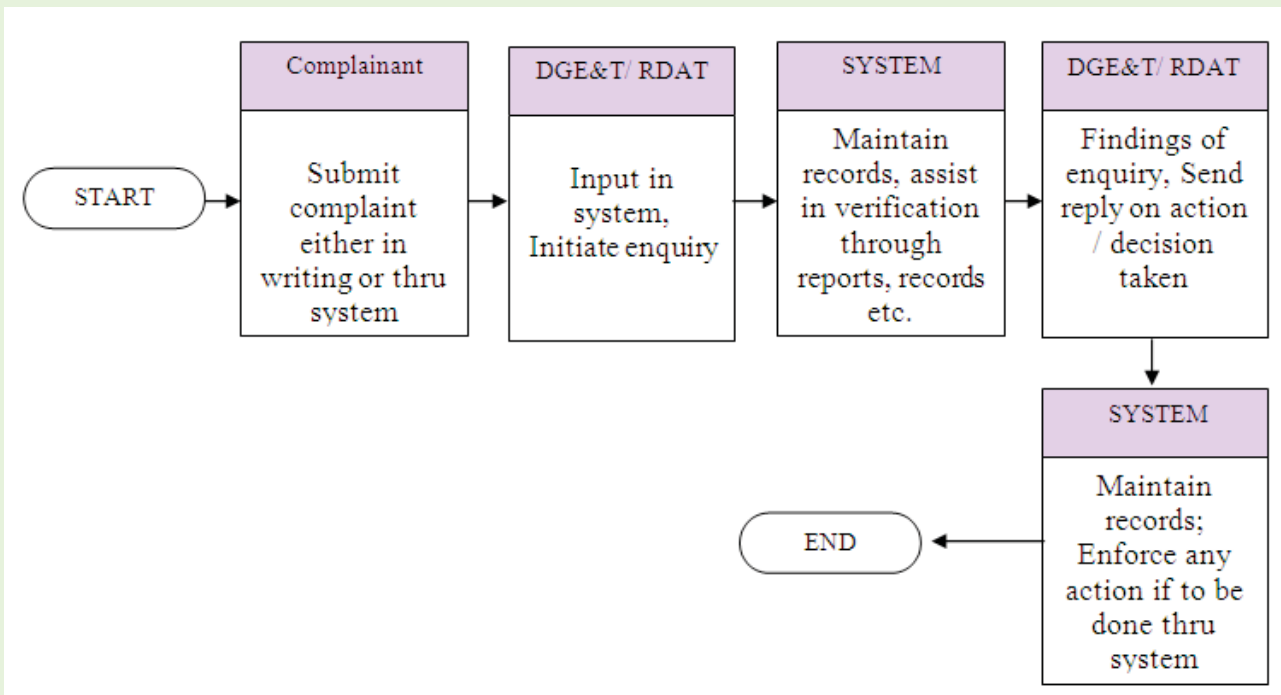 START
Complainant
Submit
complaint
either in
writing or thru
system
DGE&T/ RDAT
Input in
system,
Initiate enquiry
SYSTEM
Maintain
records, assist
in verification
through
reports, records
etc.
DGE&T/ RDAT
Findings of
enquiry, Send
reply on action
/ decision
taken
SYSTEM
Maintain
records;
Enforce any
action if to be
done thru
system
END